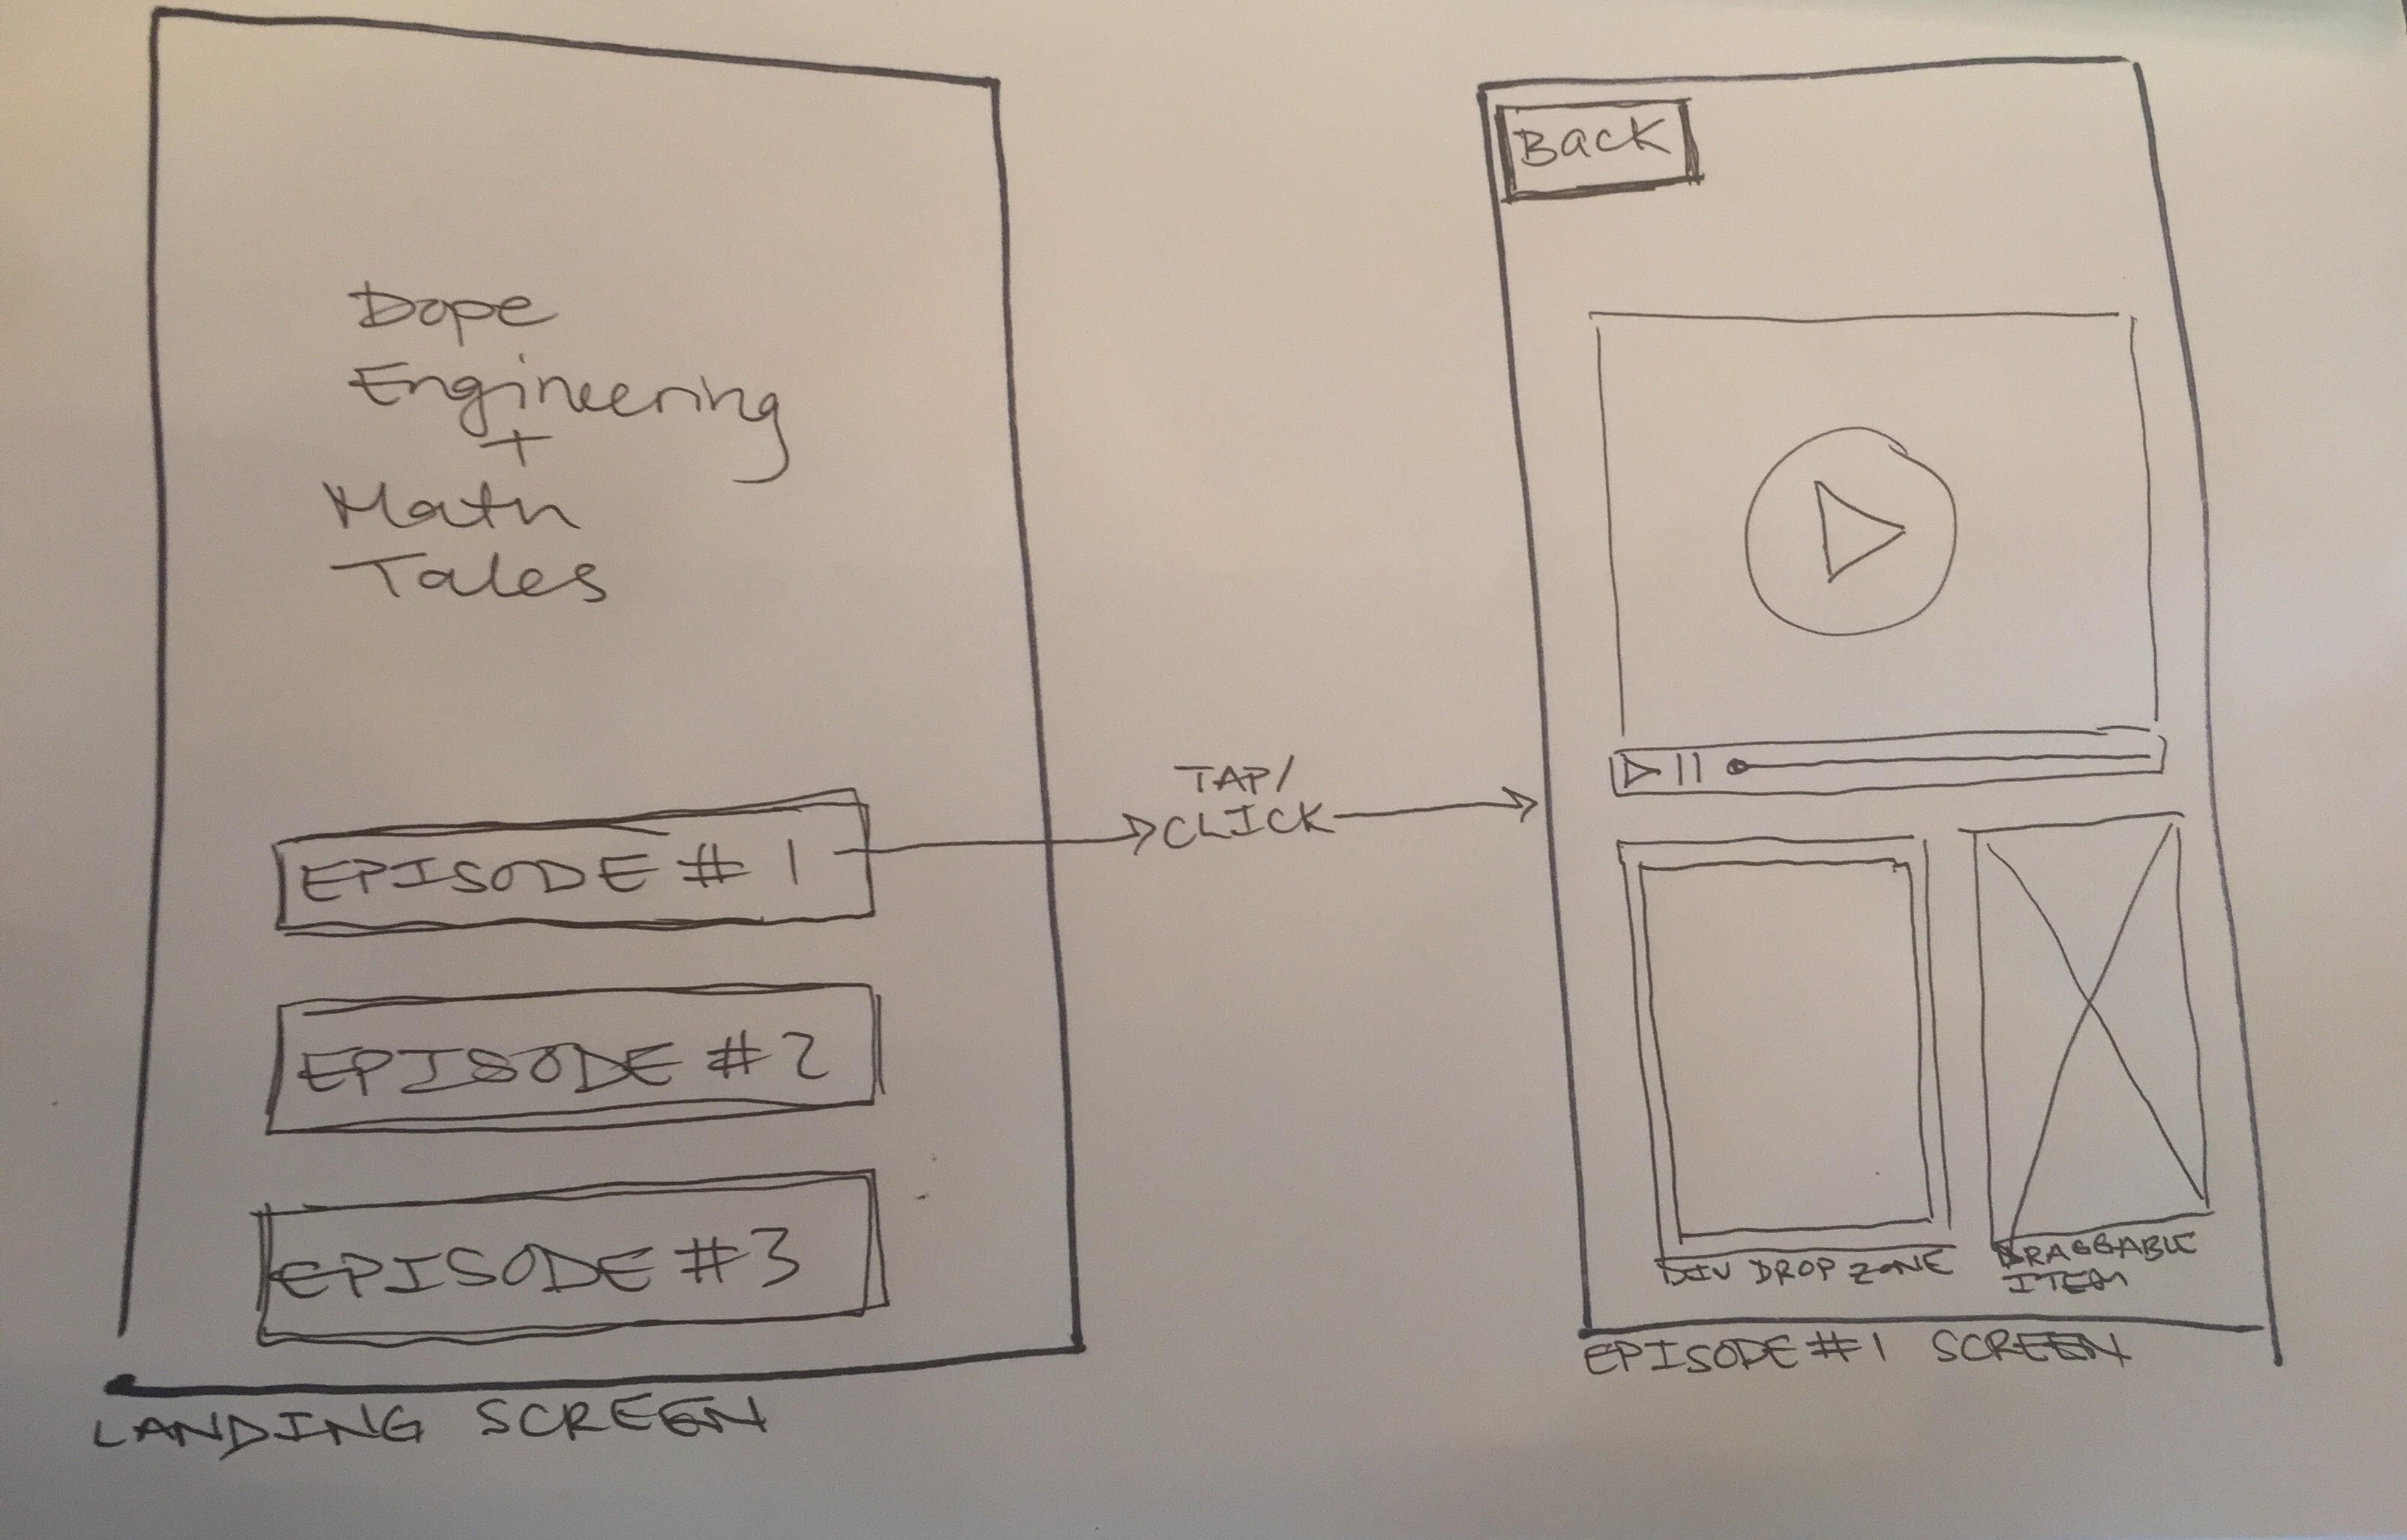 Dope
Engineering
+
Math
Tales
EPISODE # 1
EPISODE #2
EPISODE #3
LANDING SCREEN
TAP/
CLICK
BACK
DIV DROP ZONE
DRAGGABLE
ITEM
EPISODE #1 SCREEN